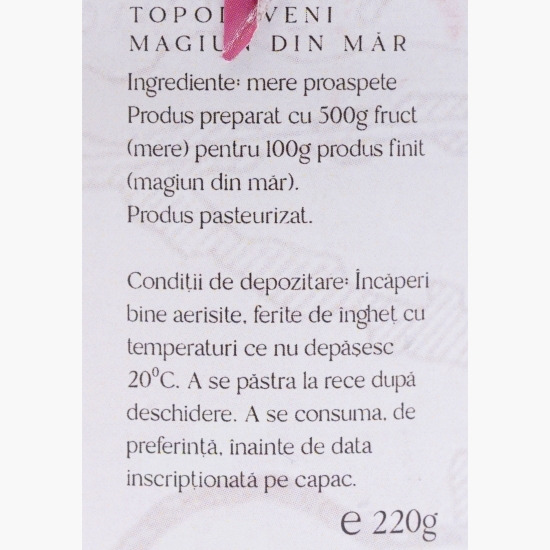 MAGIUN DIN MĂR
Ingrediente: mere proaspete
Produs preparat cu 500g fruct
(mere) pentru 100g produs finit
(magiun din măr).
Produs pasteurizat.
Condiții de depozitare: Încăperi
bine aerisite, ferite de îngheț cu
temperaturi ce nu depășesc
20⁰C. A se păstra la rece după
deschidere. A se consuma, de
preferință, înainte de data
inscripționată pe capac.
e 220g